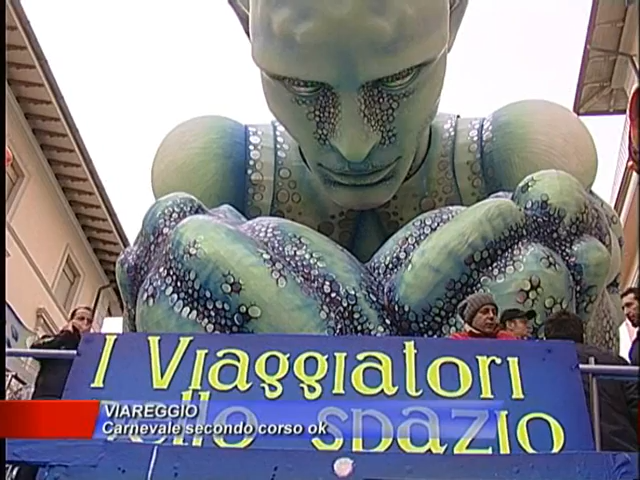 I Viaggiatori
dello spazio
VIAREGGIO
Carnevale secondo corso ok